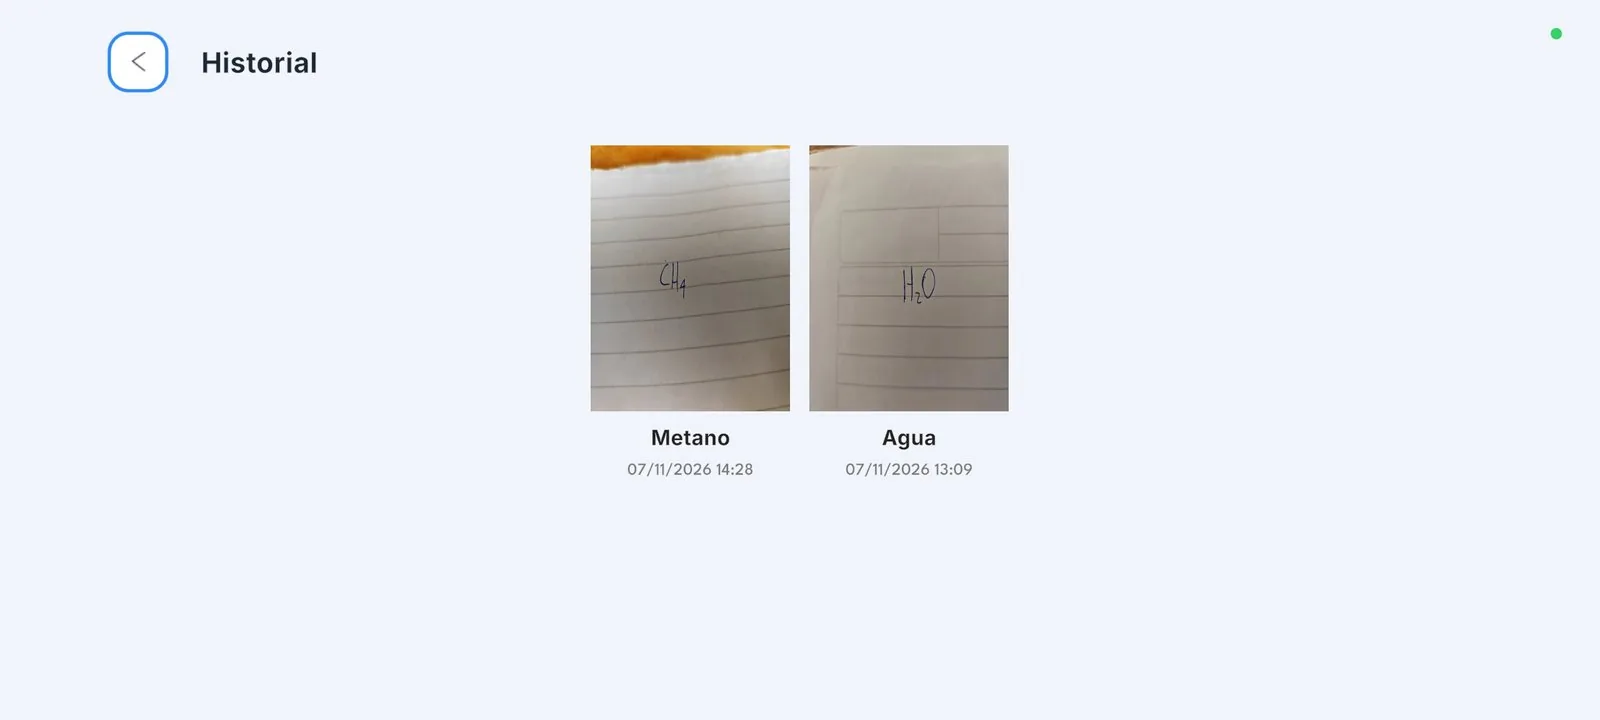 Historial
CH₄
H₂O
Metano
Agua
07/11/2026 14:28
07/11/2026 13:09